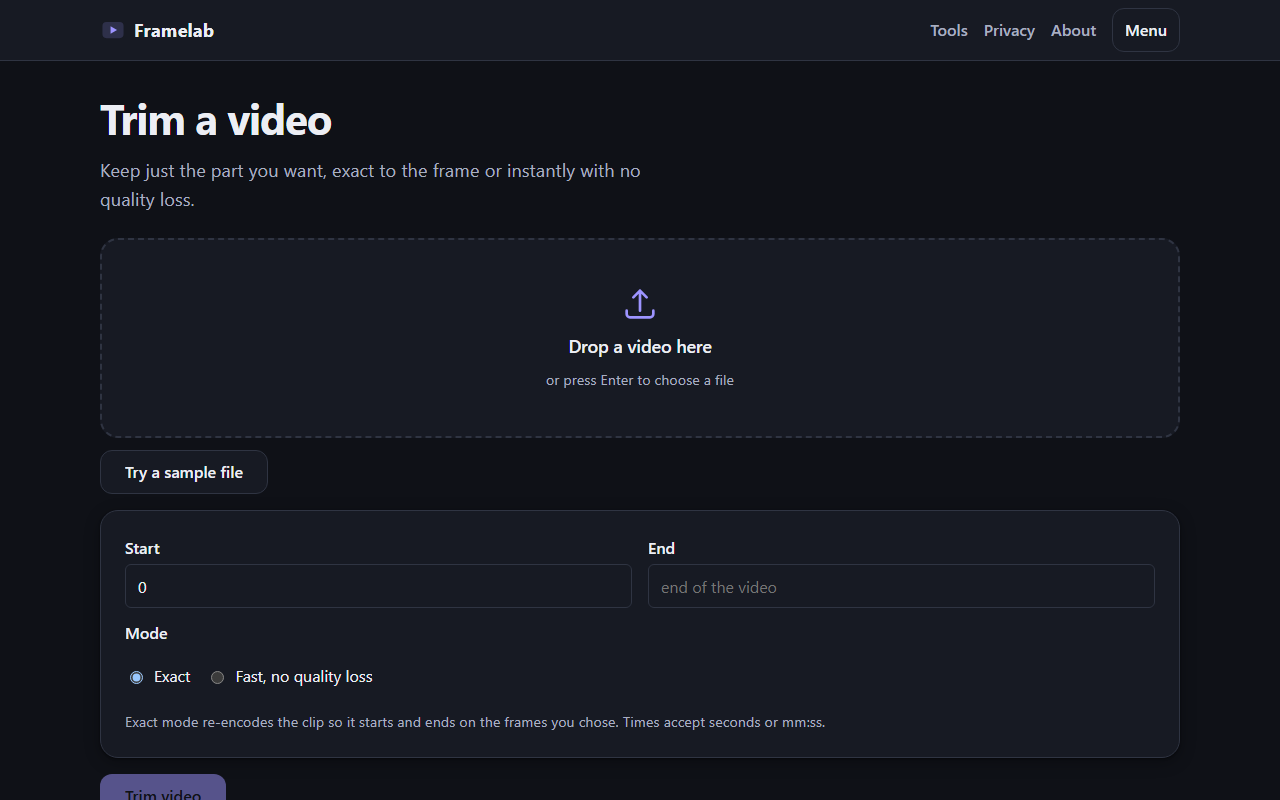 Framelab
Tools Privacy About Menu
Trim a video
Keep just the part you want, exact to the frame or instantly with no
quality loss.
Drop a video here
or press Enter to choose a file
Try a sample file
Start End
0 end of the video
Mode
Exact Fast, no quality loss
Exact mode re-encodes the clip so it starts and ends on the frames you chose. Times accept seconds or mm:ss.
Trim video